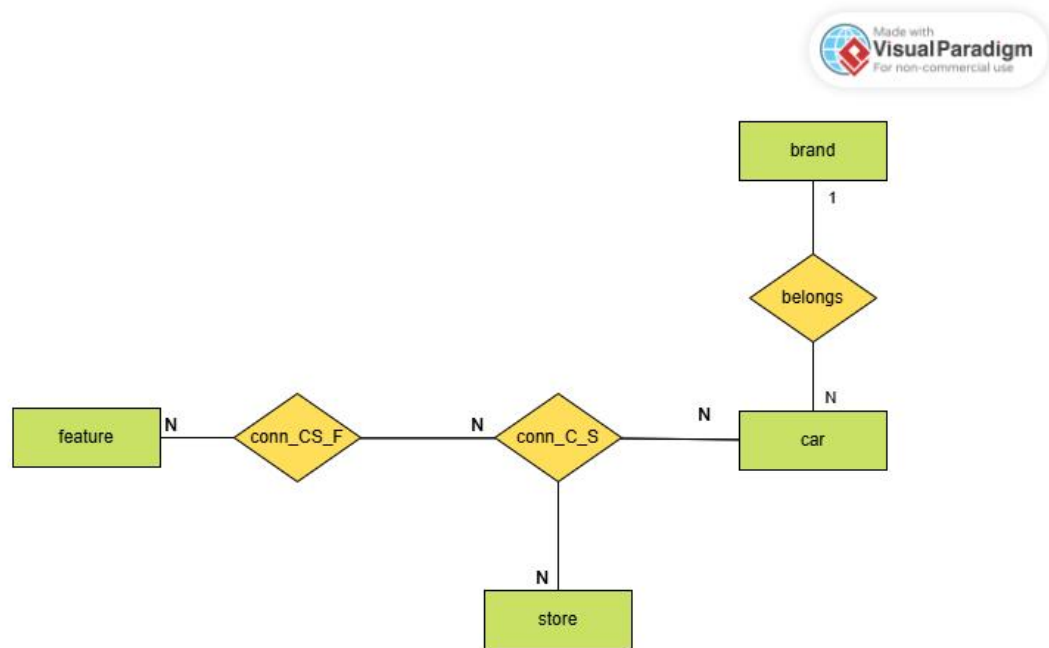 Made with
Visual Paradigm
For non-commercial use
brand
1
belongs
N
feature
N
conn_CS_F
N
conn_C_S
N
car
N
store